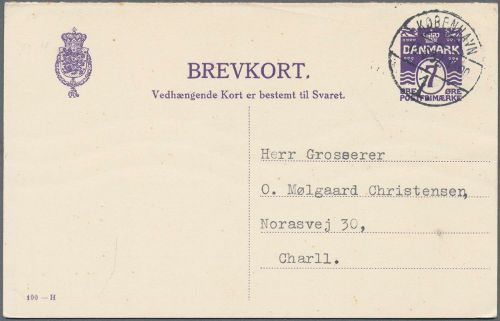 KØBENHAVN
DANMARK
7
ØRE ØRE
POSTFRIMÆRKE
BREVKORT.
Vedhængende Kort er bestemt til Svaret.
Herr Grosserer
O. Mølgaard Christensen,
Norasvej 30,
Charll.
190 — H